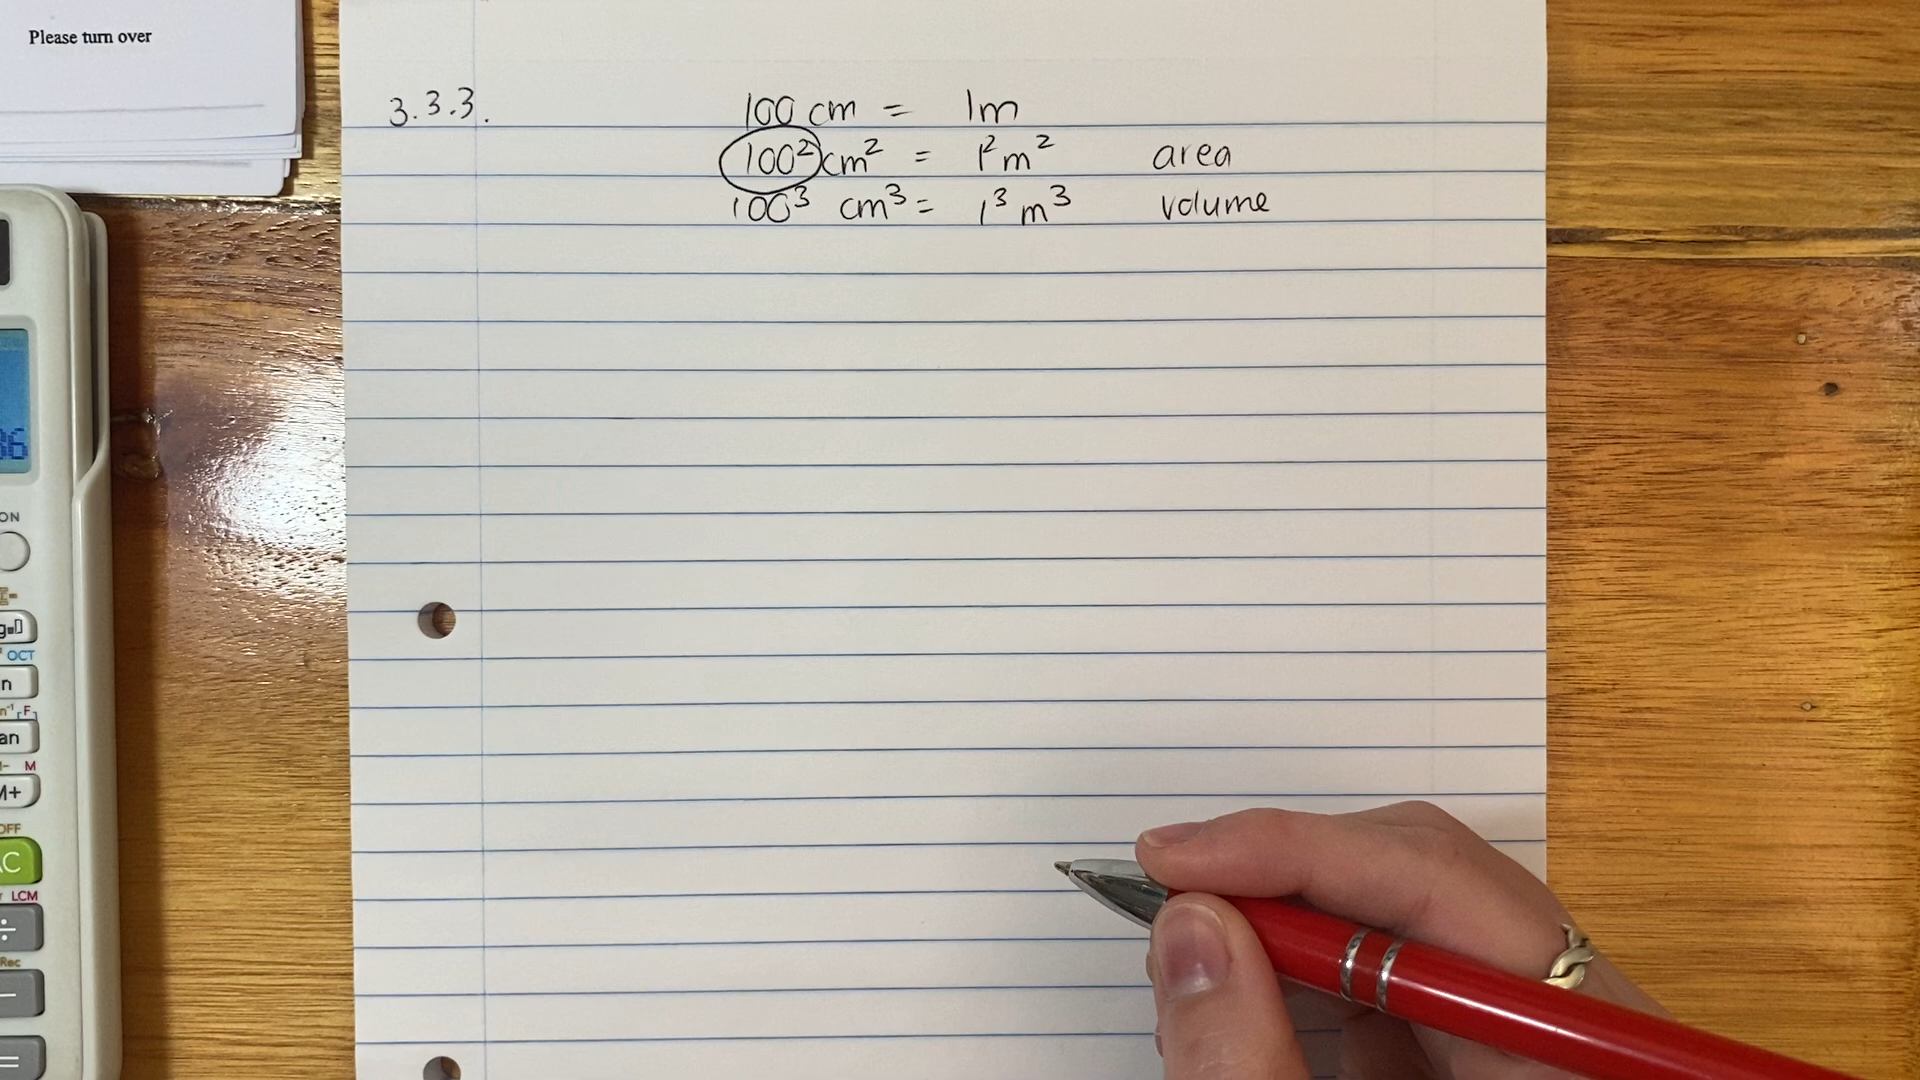 Please turn over
3.3.3.
100 cm = 1m
100² cm² = 1² m² area
100³ cm³ = 1³ m³ volume
ON
OCT
M
M+
OFF
AC
LCM
÷
Rec
−
=